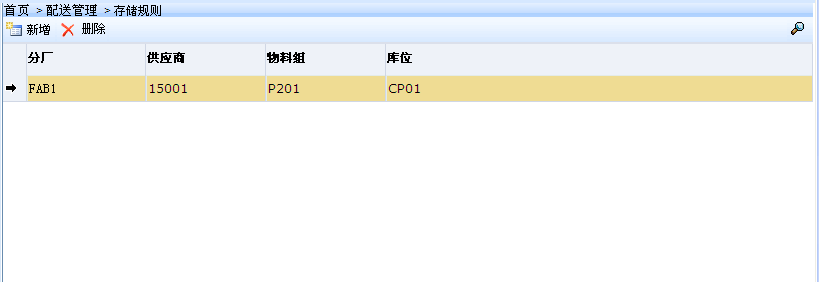 首页 > 配送管理 > 存储规则
新增 删除
分厂 供应商 物料组 库位
FAB1 15001 P201 CP01